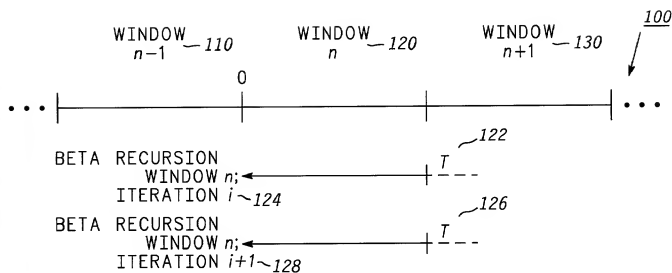 WINDOW n-1 110
WINDOW n 120
WINDOW n+1 130
100
0
122
BETA RECURSION
WINDOW n; T
ITERATION i 124
126
BETA RECURSION
WINDOW n; T
ITERATION i+1 128